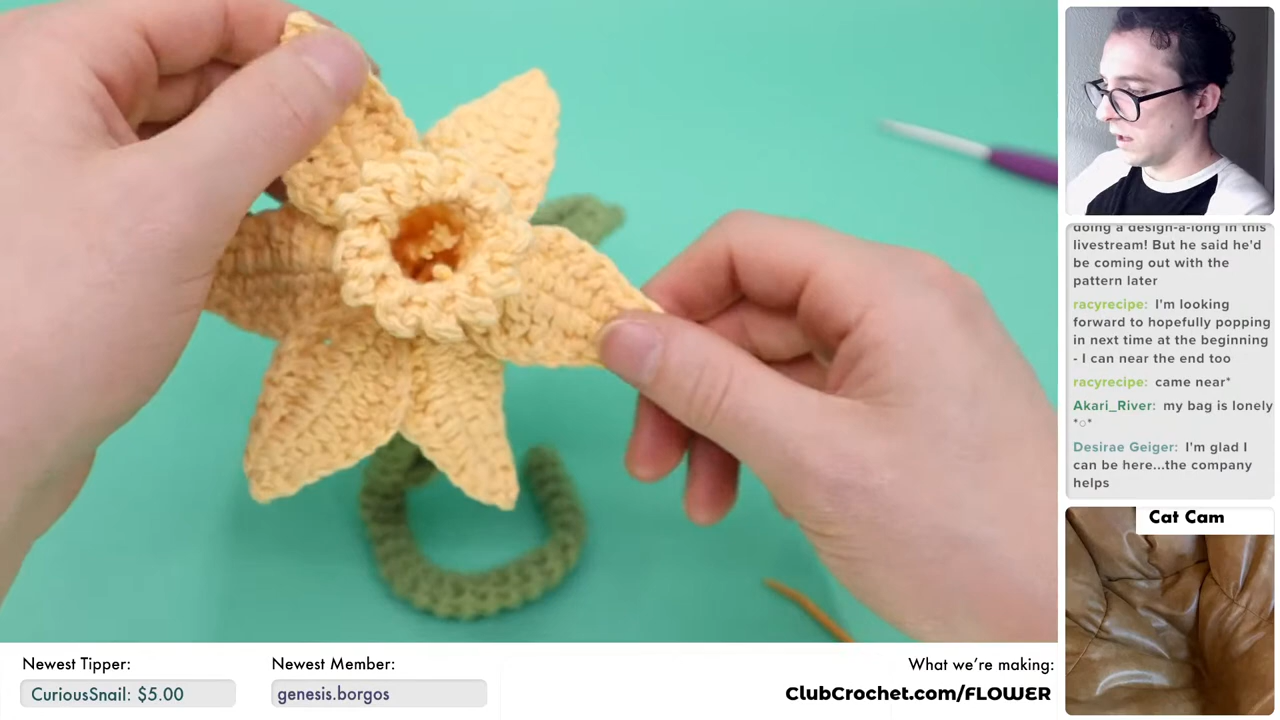 doing a design-a-long in this
livestream! But he said he'd
be coming out with the
pattern later
racyrecipe: I'm looking
forward to hopefully popping
in next time at the beginning
- I can near the end too
racyrecipe: came near*
Akari_River: my bag is lonely
*○*
Desirae Geiger: I'm glad I
can be here...the company
helps
Cat Cam
Newest Tipper:
CuriousSnail: $5.00
Newest Member:
genesis.borgos
What we're making:
ClubCrochet.com/FLOWER